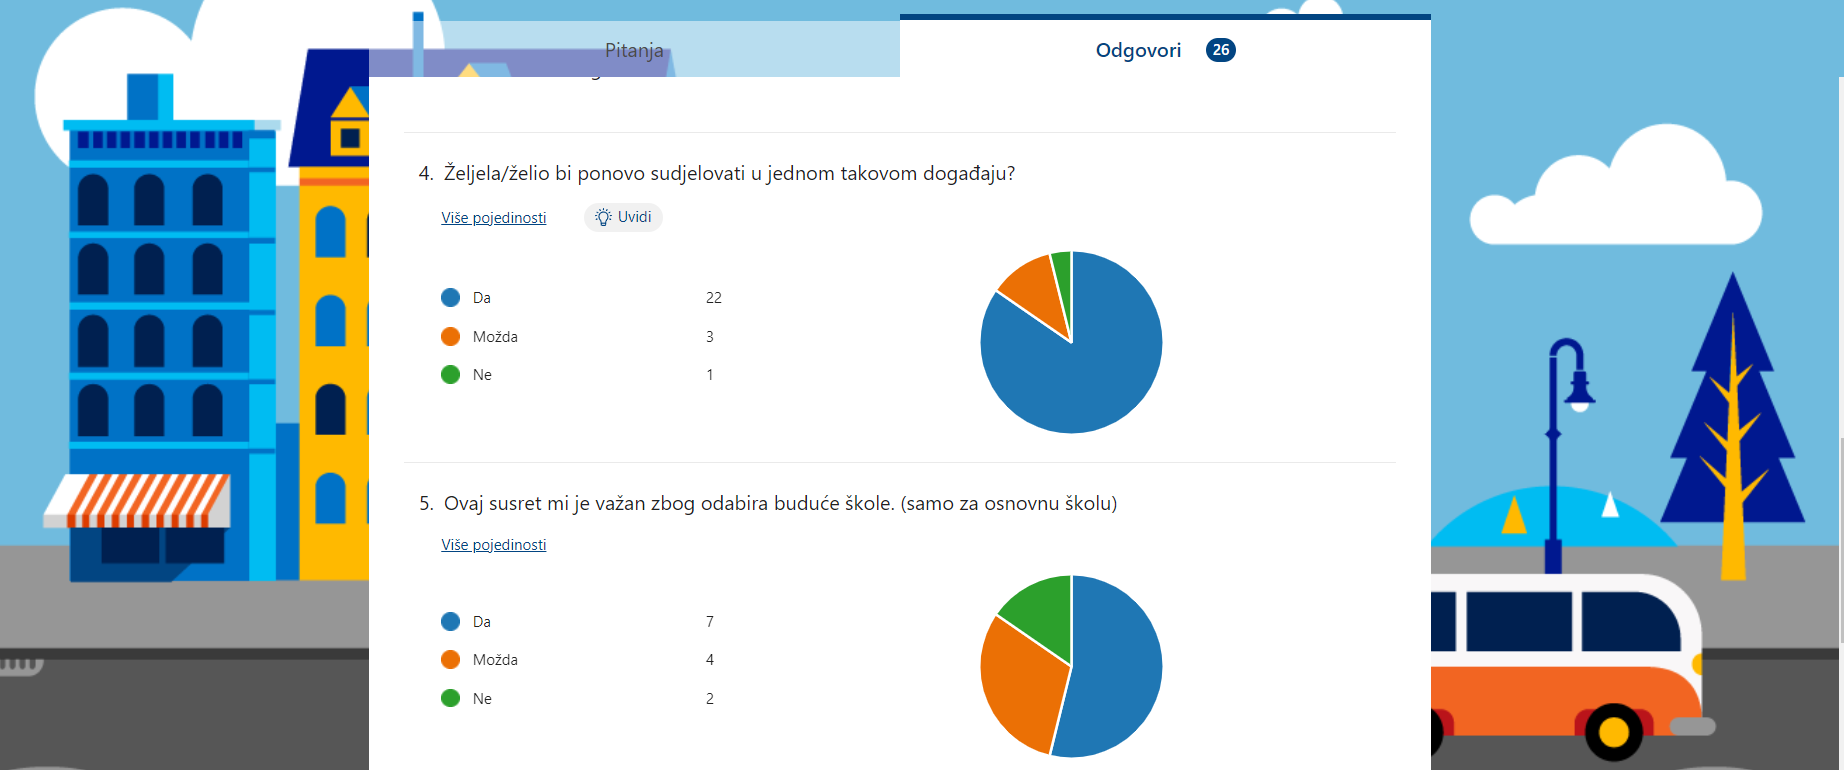 Pitanja
Odgovori 26
4. Željela/želio bi ponovo sudjelovati u jednom takovom događaju?
Više pojedinosti Uvidi
Da 22
Možda 3
Ne 1
5. Ovaj susret mi je važan zbog odabira buduće škole. (samo za osnovnu školu)
Više pojedinosti
Da 7
Možda 4
Ne 2